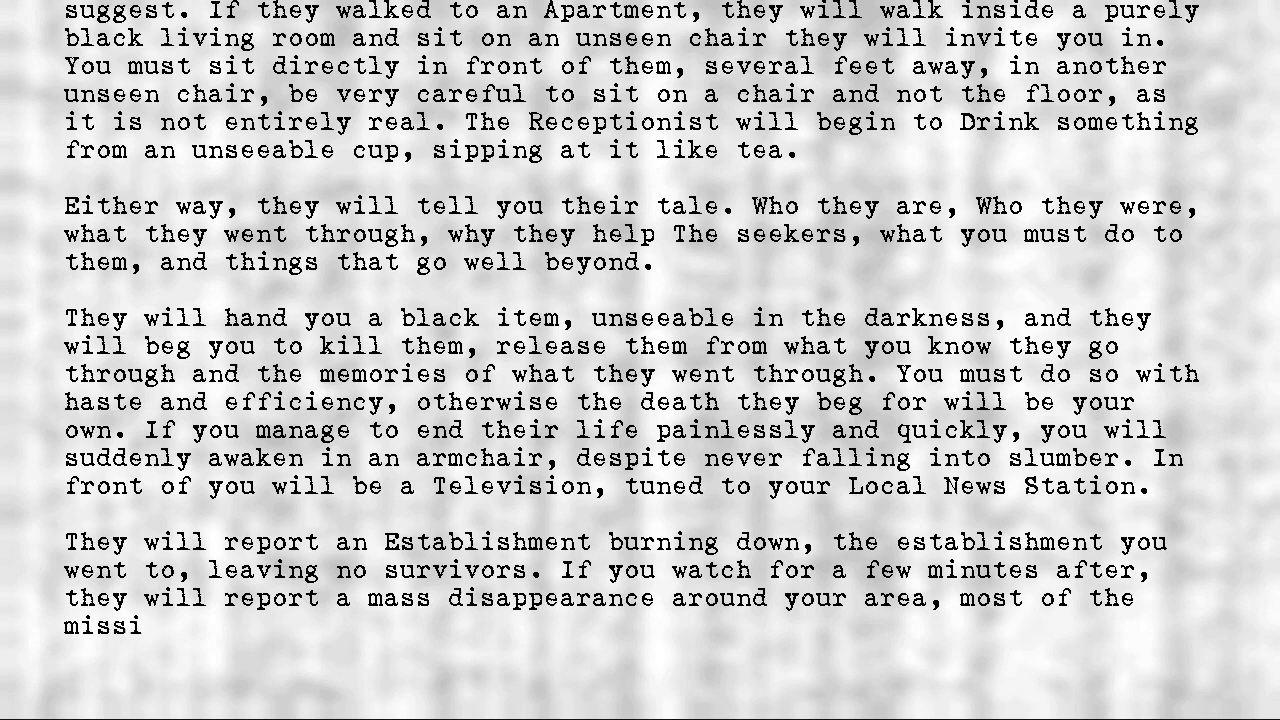 suggest. If they walked to an Apartment, they will walk inside a purely
black living room and sit on an unseen chair they will invite you in.
You must sit directly in front of them, several feet away, in another
unseen chair, be very careful to sit on a chair and not the floor, as
it is not entirely real. The Receptionist will begin to Drink something
from an unseeable cup, sipping at it like tea.
Either way, they will tell you their tale. Who they are, Who they were,
what they went through, why they help The seekers, what you must do to
them, and things that go well beyond.
They will hand you a black item, unseeable in the darkness, and they
will beg you to kill them, release them from what you know they go
through and the memories of what they went through. You must do so with
haste and efficiency, otherwise the death they beg for will be your
own. If you manage to end their life painlessly and quickly, you will
suddenly awaken in an armchair, despite never falling into slumber. In
front of you will be a Television, tuned to your Local News Station.
They will report an Establishment burning down, the establishment you
went to, leaving no survivors. If you watch for a few minutes after,
they will report a mass disappearance around your area, most of the
missi